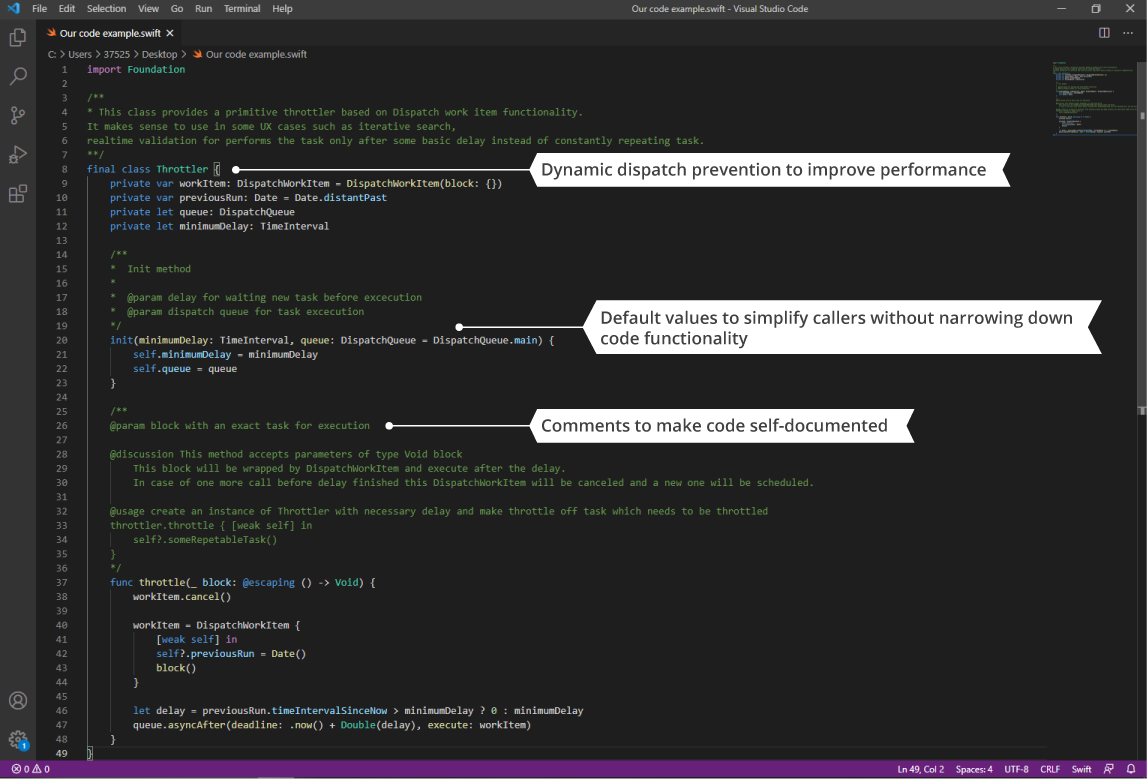 File Edit Selection View Go Run Terminal Help Our code example.swift - Visual Studio Code
Our code example.swift
C: > Users > 37525 > Desktop > Our code example.swift
1 import Foundation
2
3 /**
4 * This class provides a primitive throttler based on Dispatch work item functionality.
5 It makes sense to use in some UX cases such as iterative search,
6 realtime validation for performs the task only after some basic delay instead of constantly repeating task.
7 **/
8 final class Throttler {
Dynamic dispatch prevention to improve performance
9 private var workItem: DispatchWorkItem = DispatchWorkItem(block: {})
10 private var previousRun: Date = Date.distantPast
11 private let queue: DispatchQueue
12 private let minimumDelay: TimeInterval
13
14 /**
15 * Init method
16 *
17 * @param delay for waiting new task before excecution
18 * @param dispatch queue for task excecution
19 */
Default values to simplify callers without narrowing down
code functionality
20 init(minimumDelay: TimeInterval, queue: DispatchQueue = DispatchQueue.main) {
21 self.minimumDelay = minimumDelay
22 self.queue = queue
23 }
24
25 /**
26 @param block with an exact task for execution
Comments to make code self-documented
27
28 @discussion This method accepts parameters of type Void block
29 This block will be wrapped by DispatchWorkItem and execute after the delay.
30 In case of one more call before delay finished this DispatchWorkItem will be canceled and a new one will be scheduled.
31
32 @usage create an instance of Throttler with necessary delay and make throttle off task which needs to be throttled
33 throttler.throttle { [weak self] in
34 self?.someRepetableTask()
35 }
36 */
37 func throttle(_ block: @escaping () -> Void) {
38 workItem.cancel()
39
40 workItem = DispatchWorkItem {
41 [weak self] in
42 self?.previousRun = Date()
43 block()
44 }
45
46 let delay = previousRun.timeIntervalSinceNow > minimumDelay ? 0 : minimumDelay
47 queue.asyncAfter(deadline: .now() + Double(delay), execute: workItem)
48 }
49 }
1
0 0 Ln 49, Col 2 Spaces: 4 UTF-8 CRLF Swift